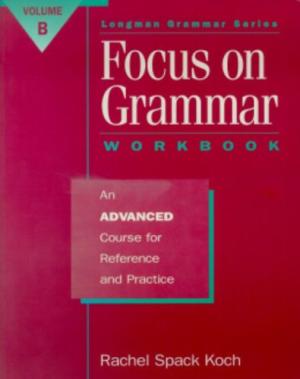 VOLUME
B
Longman Grammar Series
Focus on
Grammar
WORKBOOK
An
ADVANCED
Course for
Reference
and Practice
Rachel Spack Koch